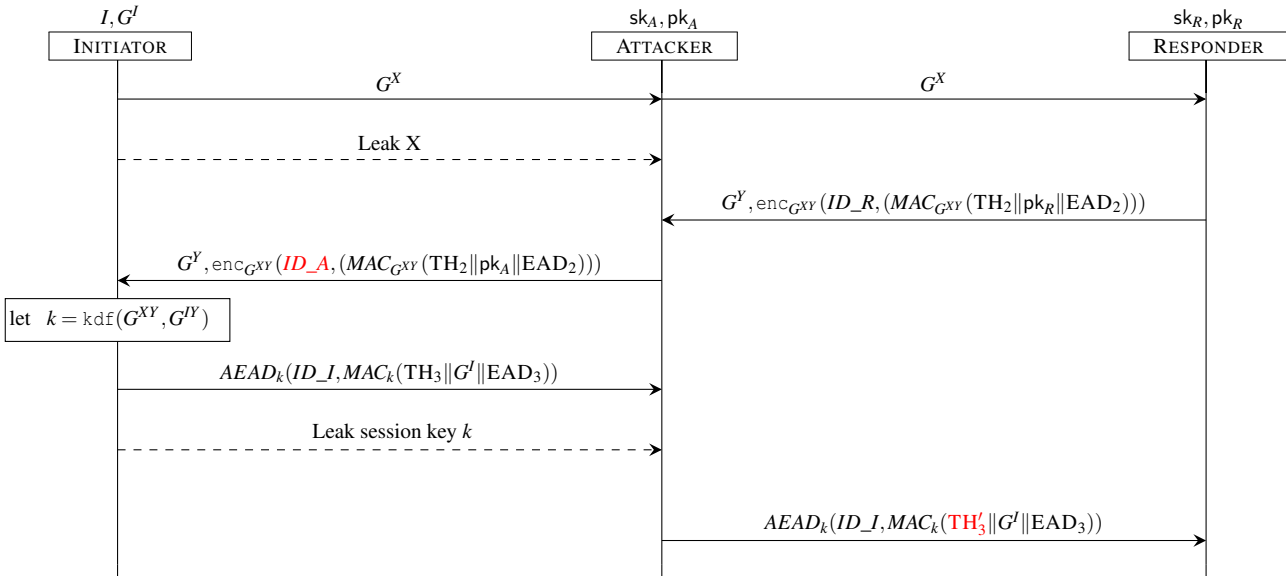 I, G^I
sk_A, pk_A
sk_R, pk_R
INITIATOR
ATTACKER
RESPONDER
G^X
G^X
Leak X
G^Y, enc_{G^{XY}}(ID_R, (MAC_{G^{XY}}(TH_2‖pk_R‖EAD_2)))
G^Y, enc_{G^{XY}}(ID_A, (MAC_{G^{XY}}(TH_2‖pk_A‖EAD_2)))
let k = kdf(G^{XY}, G^{IY})
AEAD_k(ID_I, MAC_k(TH_3‖G^I‖EAD_3))
Leak session key k
AEAD_k(ID_I, MAC_k(TH′_3‖G^I‖EAD_3))